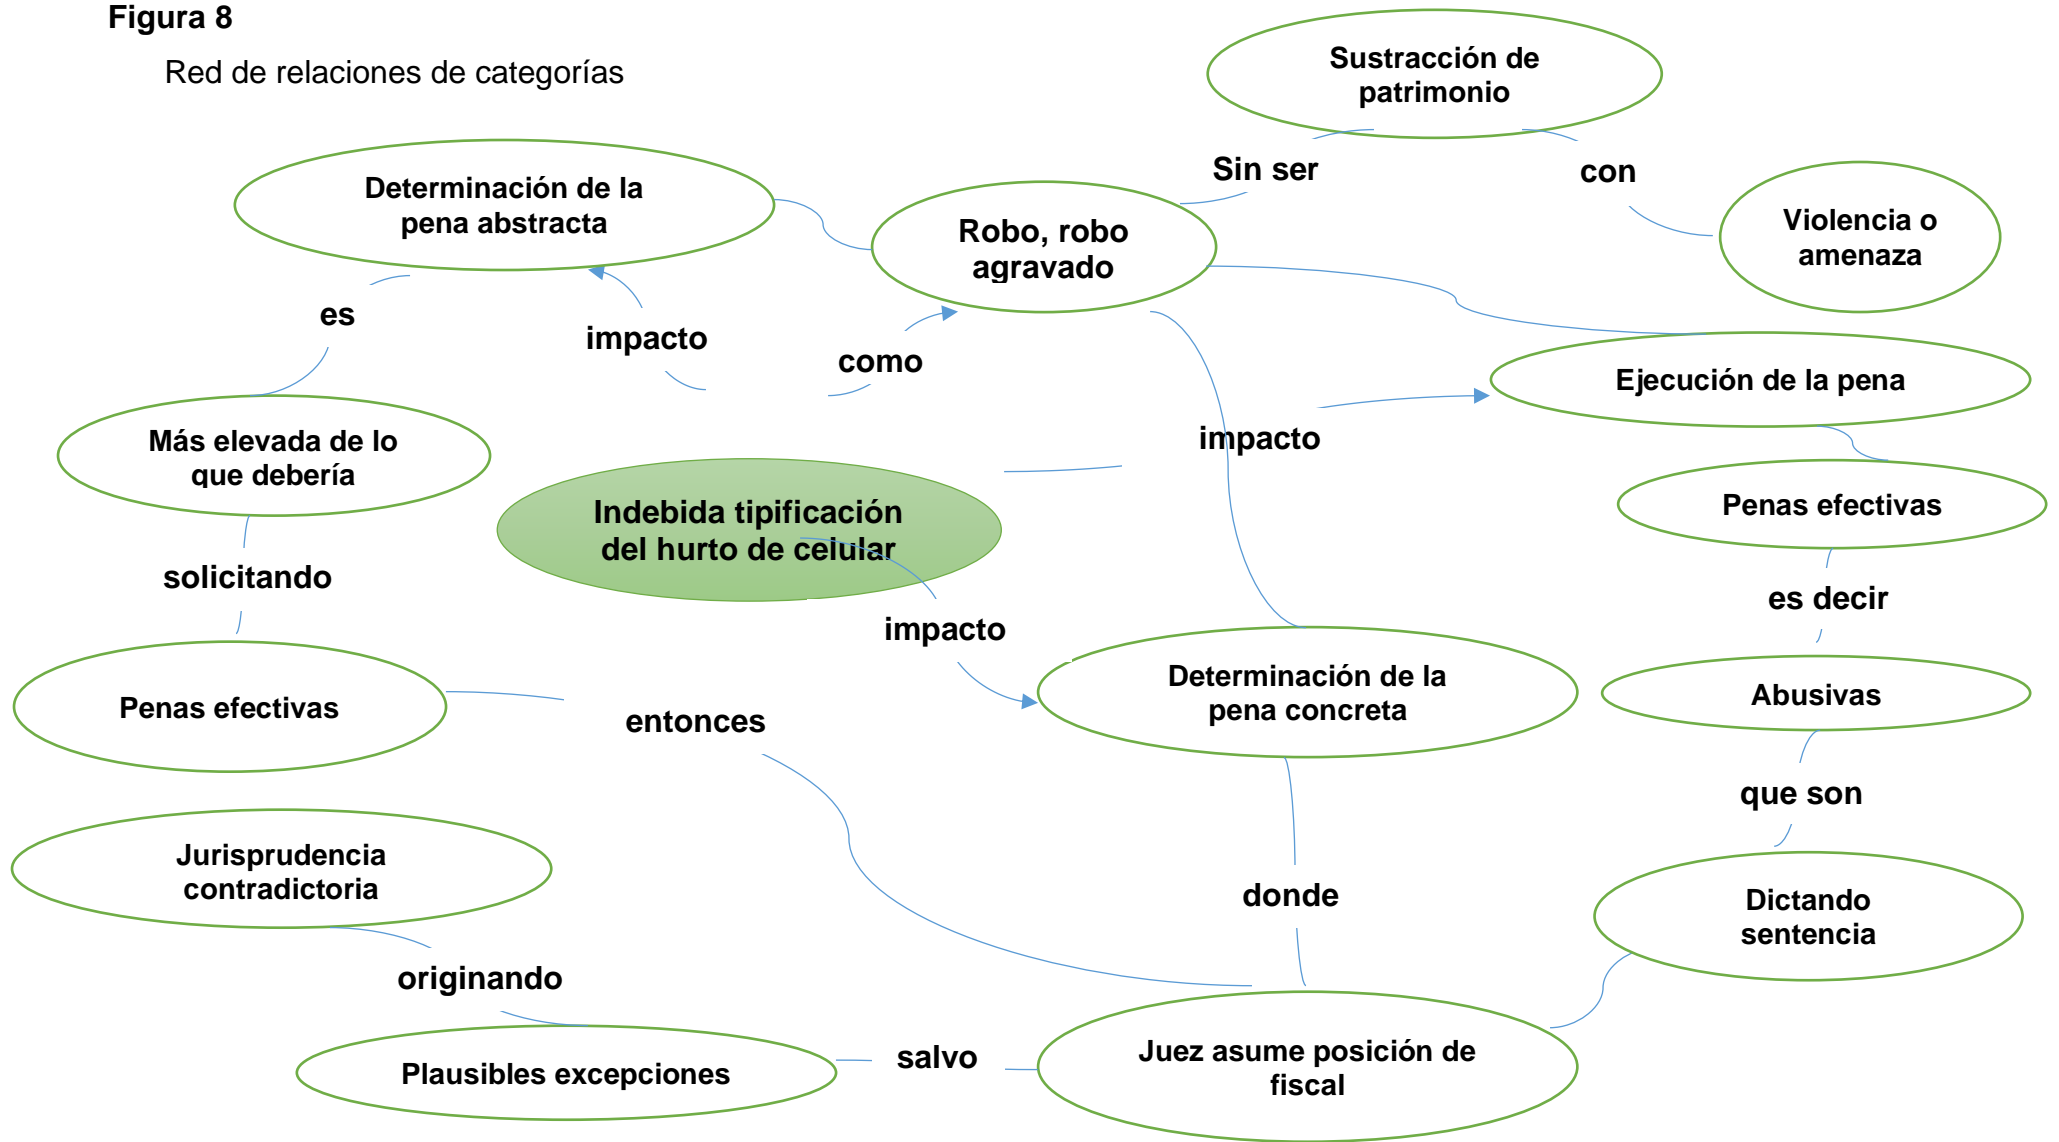 Figura 8
Red de relaciones de categorías
Sustracción de
patrimonio
Sin ser
con
Violencia o
amenaza
Determinación de la
pena abstracta
Robo, robo
agravado
es
impacto
como
Ejecución de la pena
impacto
Más elevada de lo
que debería
Indebida tipificación
del hurto de celular
Penas efectivas
solicitando
es decir
impacto
Penas efectivas
entonces
Determinación de la
pena concreta
Abusivas
que son
Jurisprudencia
contradictoria
donde
Dictando
sentencia
originando
Plausibles excepciones
salvo
Juez asume posición de
fiscal